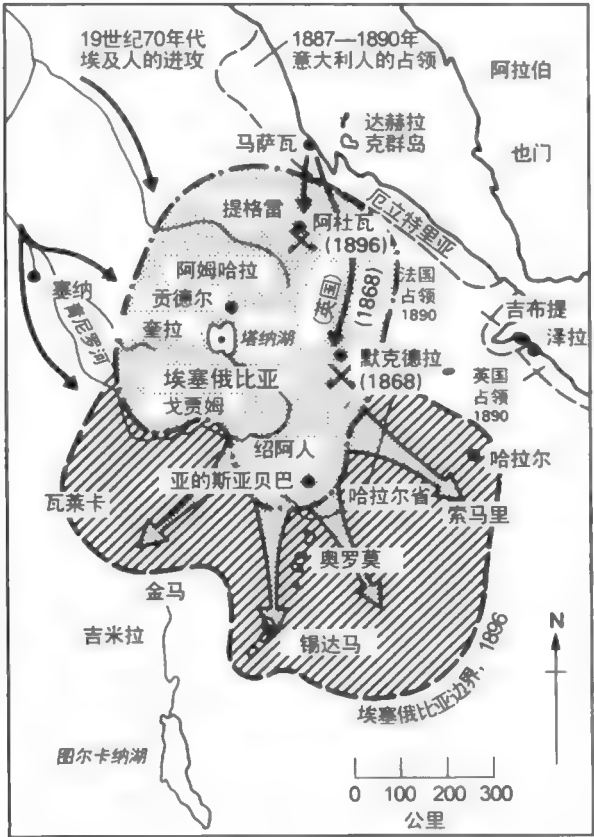 19世纪70年代
埃及人的进攻
1887—1890年
意大利人的占领
阿拉伯
达赫拉
克群岛
马萨瓦
也门
厄立特里亚
提格雷
阿杜瓦
(1896)
阿姆哈拉
法国
占领
1890
塞纳
贡德尔
(英国)
(1868)
吉布提
青尼罗河
奎拉
塔纳湖
泽拉
默克德拉
(1868)
埃塞俄比亚
英国
占领
1890
戈贾姆
绍阿人
哈拉尔
亚的斯亚贝巴
瓦莱卡
哈拉尔省
索马里
奥罗莫
金马
吉米拉
锡达马
N
埃塞俄比亚边界，1896
图尔卡纳湖
0 100 200 300
公里